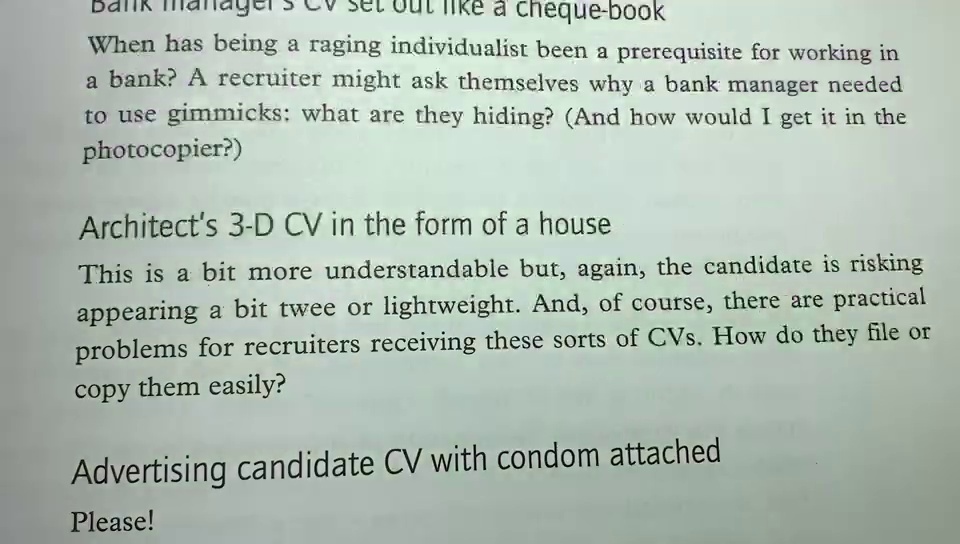 Bank manager's CV set out like a cheque-book
When has being a raging individualist been a prerequisite for working in
a bank? A recruiter might ask themselves why a bank manager needed
to use gimmicks: what are they hiding? (And how would I get it in the
photocopier?)
Architect's 3-D CV in the form of a house
This is a bit more understandable but, again, the candidate is risking
appearing a bit twee or lightweight. And, of course, there are practical
problems for recruiters receiving these sorts of CVs. How do they file or
copy them easily?
Advertising candidate CV with condom attached
Please!